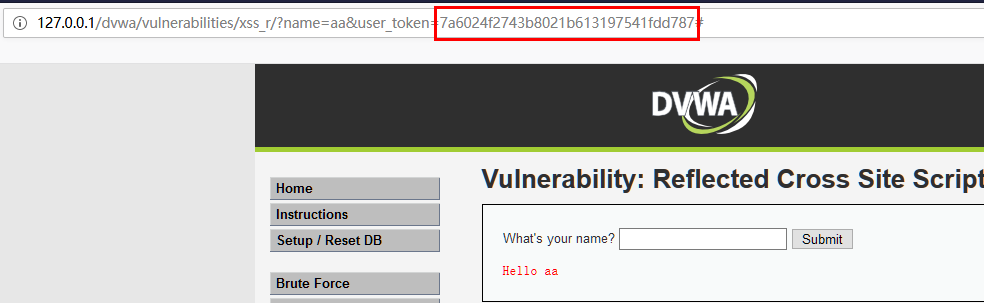 127.0.0.1/dvwa/vulnerabilities/xss_r/?name=aa&user_token=7a6024f2743b8021b613197541fdd787#
DVWA
Vulnerability: Reflected Cross Site Script
Home
Instructions
Setup / Reset DB
Brute Force
What's your name?
Submit
Hello aa